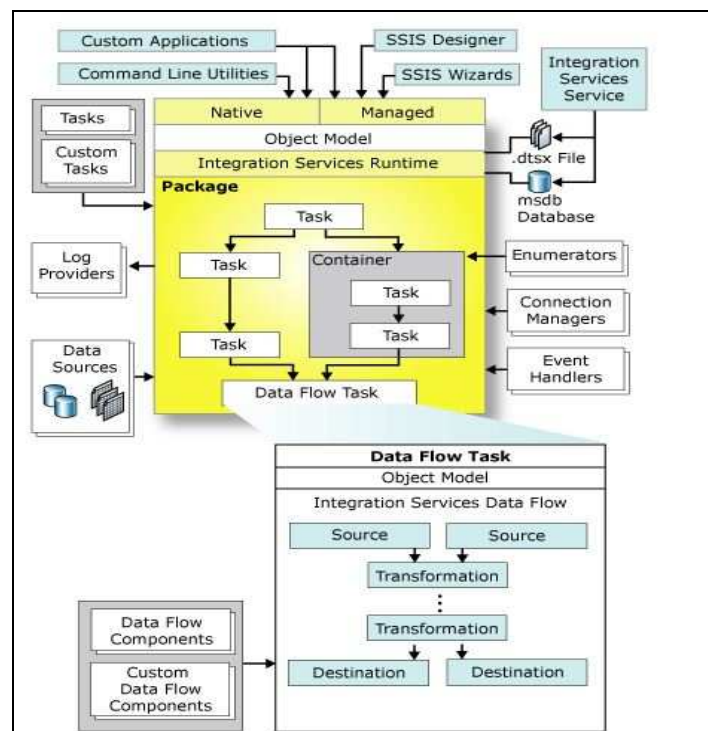 Custom Applications
SSIS Designer
Command Line Utilities
SSIS Wizards
Integration
Services
Service
Tasks
Custom
Tasks
Native
Managed
Object Model
Integration Services Runtime
.dtsx File
msdb
Database
Package
Task
Log
Providers
Task
Container
Task
Task
Enumerators
Connection
Managers
Data
Sources
Task
Event
Handlers
Data Flow Task
Data Flow Task
Object Model
Integration Services Data Flow
Source
Source
Transformation
Transformation
Destination
Destination
Data Flow
Components
Custom
Data Flow
Components